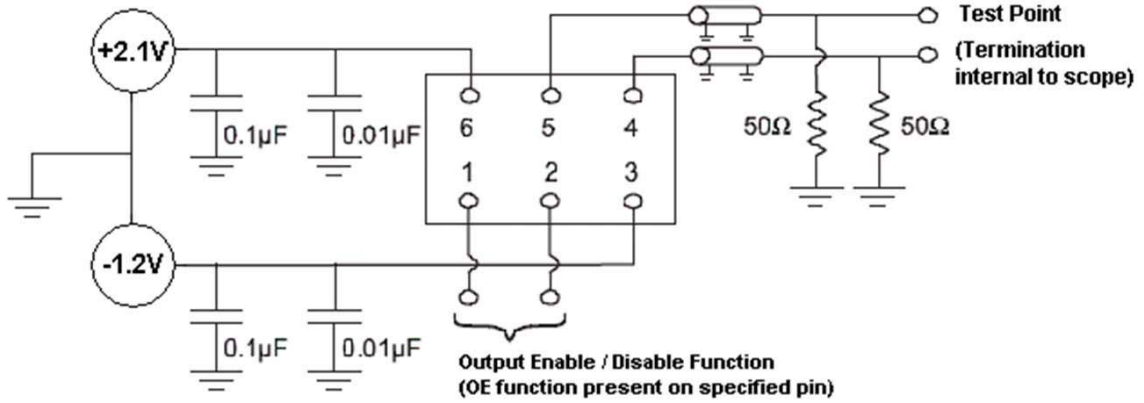 Test Point
+2.1V
(Termination
internal to scope)
0.1µF
0.01µF
6 5 4
50Ω
50Ω
1 2 3
-1.2V
0.1µF
0.01µF
Output Enable / Disable Function
(OE function present on specified pin)